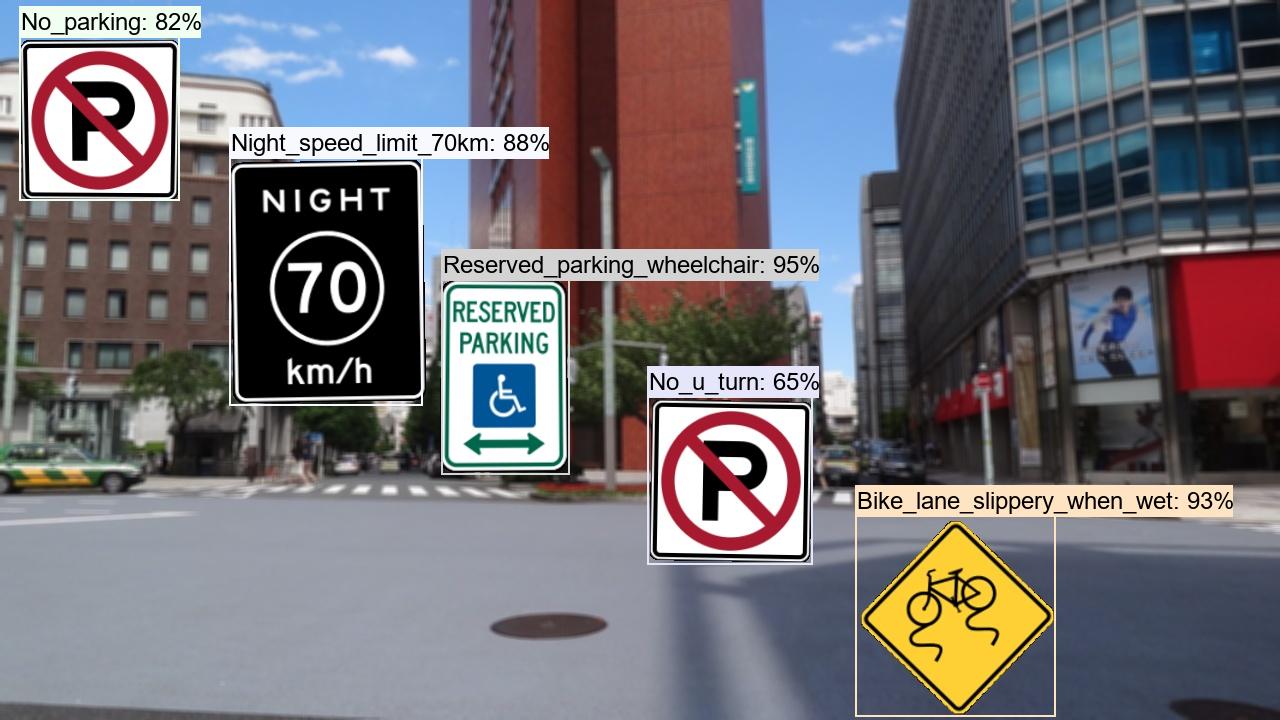 No_parking: 82%
P
Night_speed_limit_70km: 88%
NIGHT
70
km/h
Reserved_parking_wheelchair: 95%
RESERVED
PARKING
No_u_turn: 65%
P
Bike_lane_slippery_when_wet: 93%